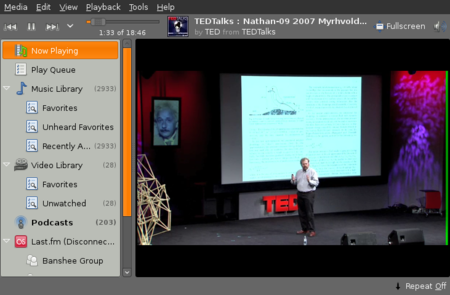 Media Edit View Playback Tools Help
TEDTalks : Nathan-09 2007 Myrhvold...
by TED from TEDTalks
1:33 of 18:46
Fullscreen
Now Playing
Play Queue
Music Library (2933)
Favorites
Unheard Favorites
Recently A... (2933)
Video Library (28)
Favorites
Unwatched (28)
Podcasts (203)
Last.fm (Disconnec...
Banshee Group
TED
Repeat Off